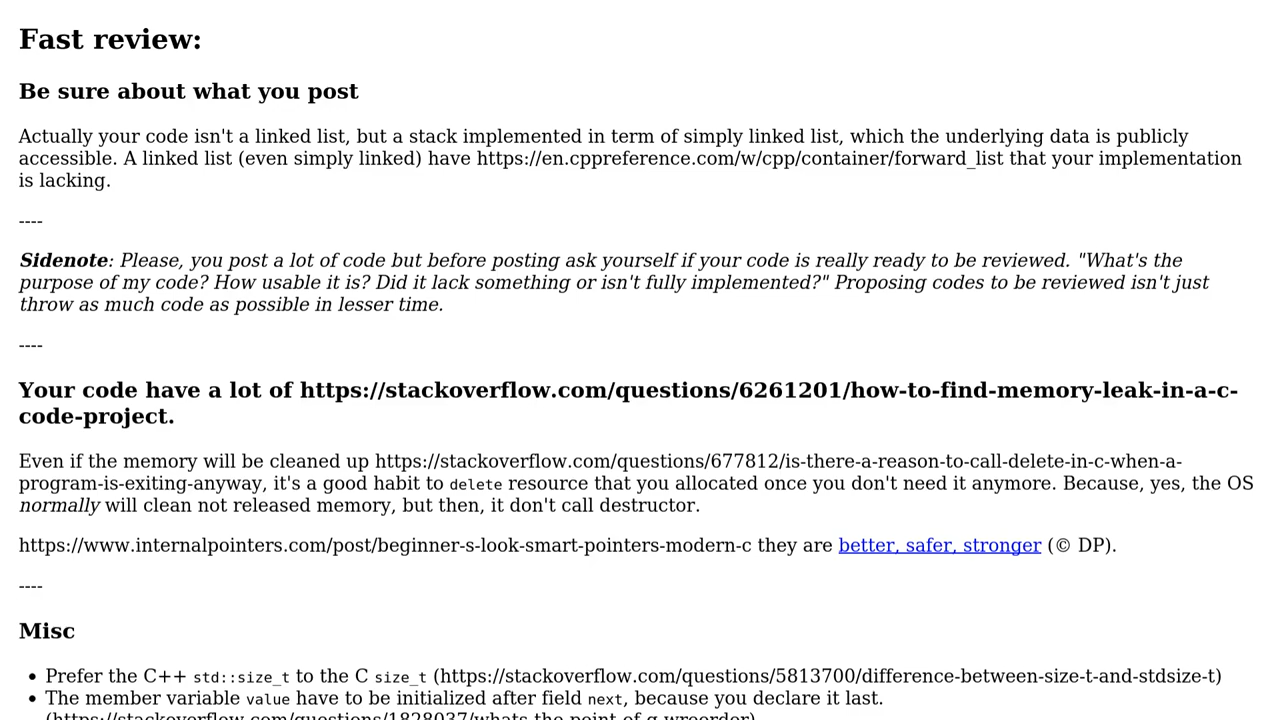 Fast review:
Be sure about what you post
Actually your code isn't a linked list, but a stack implemented in term of simply linked list, which the underlying data is publicly
accessible. A linked list (even simply linked) have https://en.cppreference.com/w/cpp/container/forward_list that your implementation
is lacking.
----
Sidenote: Please, you post a lot of code but before posting ask yourself if your code is really ready to be reviewed. "What's the
purpose of my code? How usable it is? Did it lack something or isn't fully implemented?" Proposing codes to be reviewed isn't just
throw as much code as possible in lesser time.
----
Your code have a lot of https://stackoverflow.com/questions/6261201/how-to-find-memory-leak-in-a-c-
code-project.
Even if the memory will be cleaned up https://stackoverflow.com/questions/677812/is-there-a-reason-to-call-delete-in-c-when-a-
program-is-exiting-anyway, it's a good habit to delete resource that you allocated once you don't need it anymore. Because, yes, the OS
normally will clean not released memory, but then, it don't call destructor.
https://www.internalpointers.com/post/beginner-s-look-smart-pointers-modern-c they are better, safer, stronger (© DP).
----
Misc
• Prefer the C++ std::size_t to the C size_t (https://stackoverflow.com/questions/5813700/difference-between-size-t-and-stdsize-t)
• The member variable value have to be initialized after field next, because you declare it last.
(https://stackoverflow.com/questions/1828037/whats-the-point-of-g-wreorder)